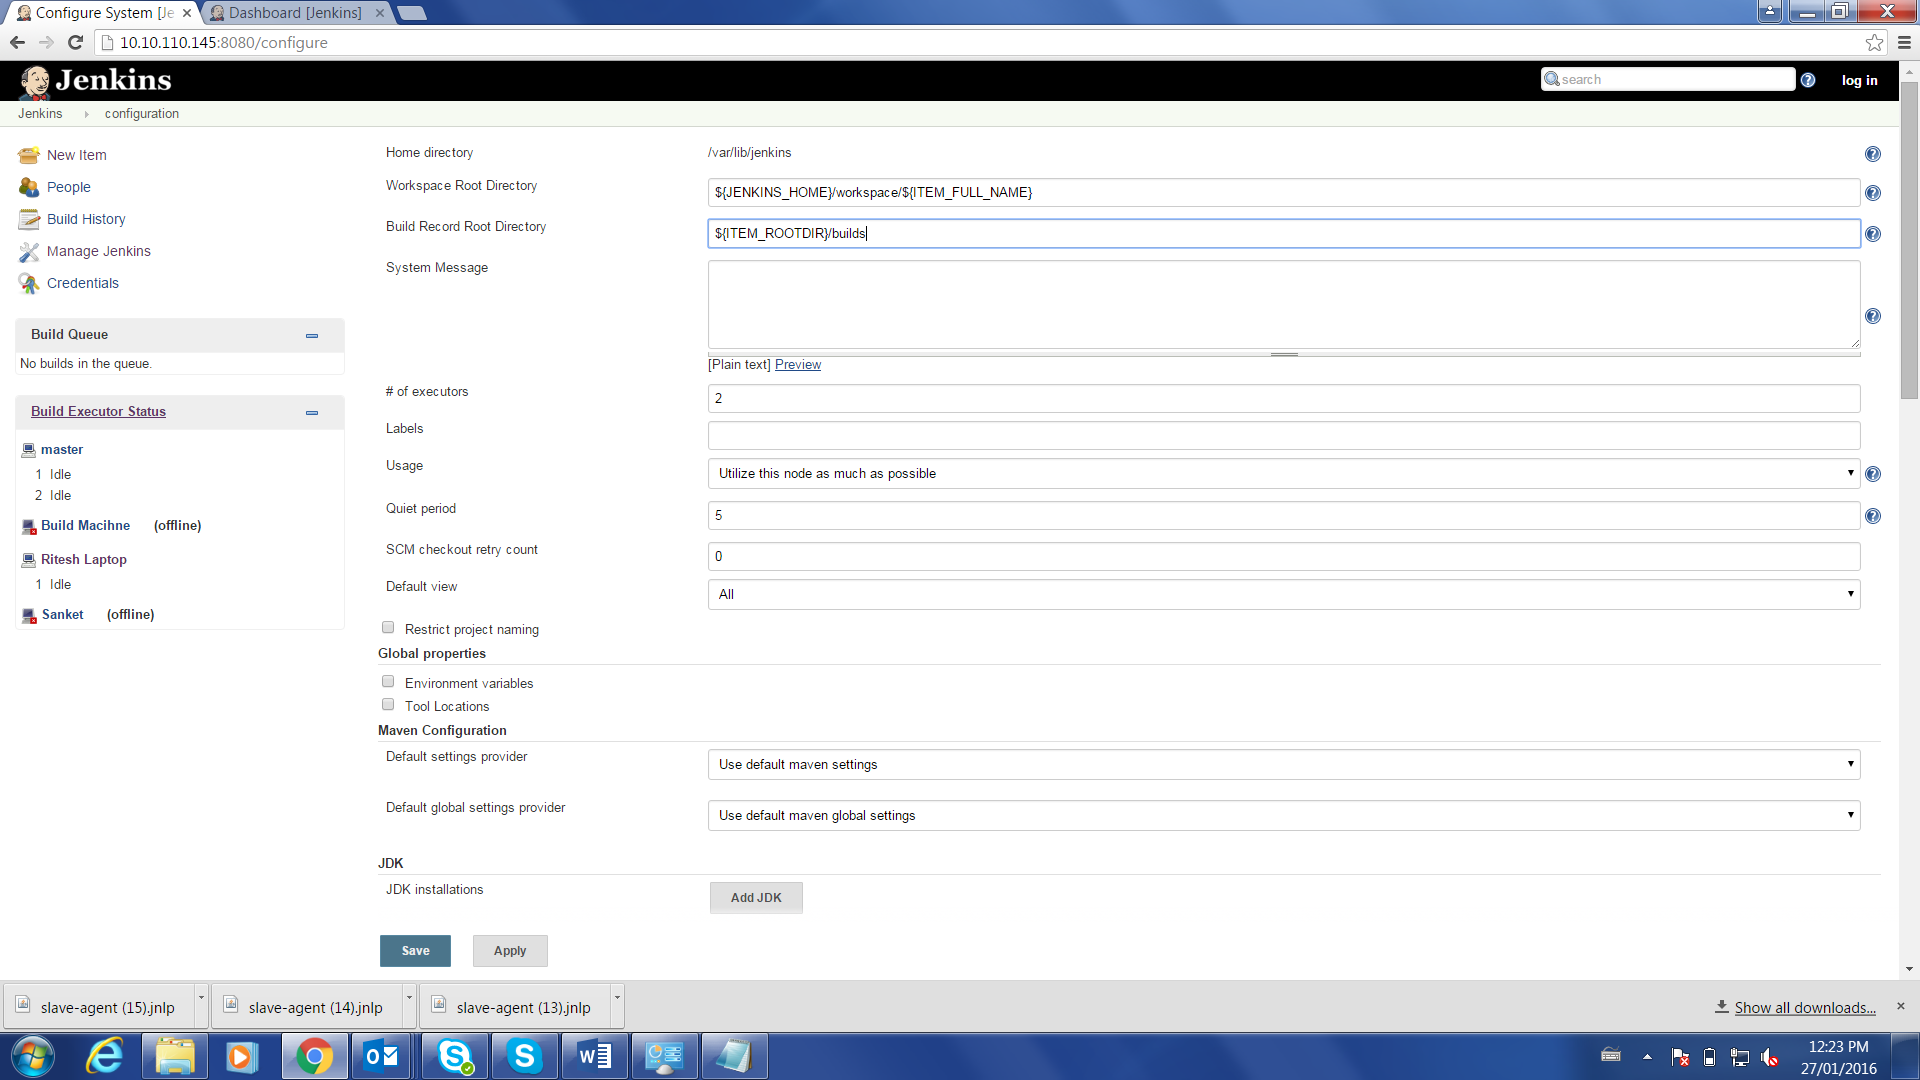 Configure System [Je
Dashboard [Jenkins]
10.10.110.145:8080/configure
Jenkins
search
log in
Jenkins
configuration
New Item
People
Build History
Manage Jenkins
Credentials
Build Queue
No builds in the queue.
Build Executor Status
master
1 Idle
2 Idle
Build Macihne (offline)
Ritesh Laptop
1 Idle
Sanket (offline)
Home directory /var/lib/jenkins
Workspace Root Directory ${JENKINS_HOME}/workspace/${ITEM_FULL_NAME}
Build Record Root Directory ${ITEM_ROOTDIR}/builds
System Message
[Plain text] Preview
# of executors 2
Labels
Usage Utilize this node as much as possible
Quiet period 5
SCM checkout retry count 0
Default view All
Restrict project naming
Global properties
Environment variables
Tool Locations
Maven Configuration
Default settings provider Use default maven settings
Default global settings provider Use default maven global settings
JDK
JDK installations Add JDK
Save Apply
slave-agent (15).jnlp slave-agent (14).jnlp slave-agent (13).jnlp Show all downloads...
12:23 PM
27/01/2016